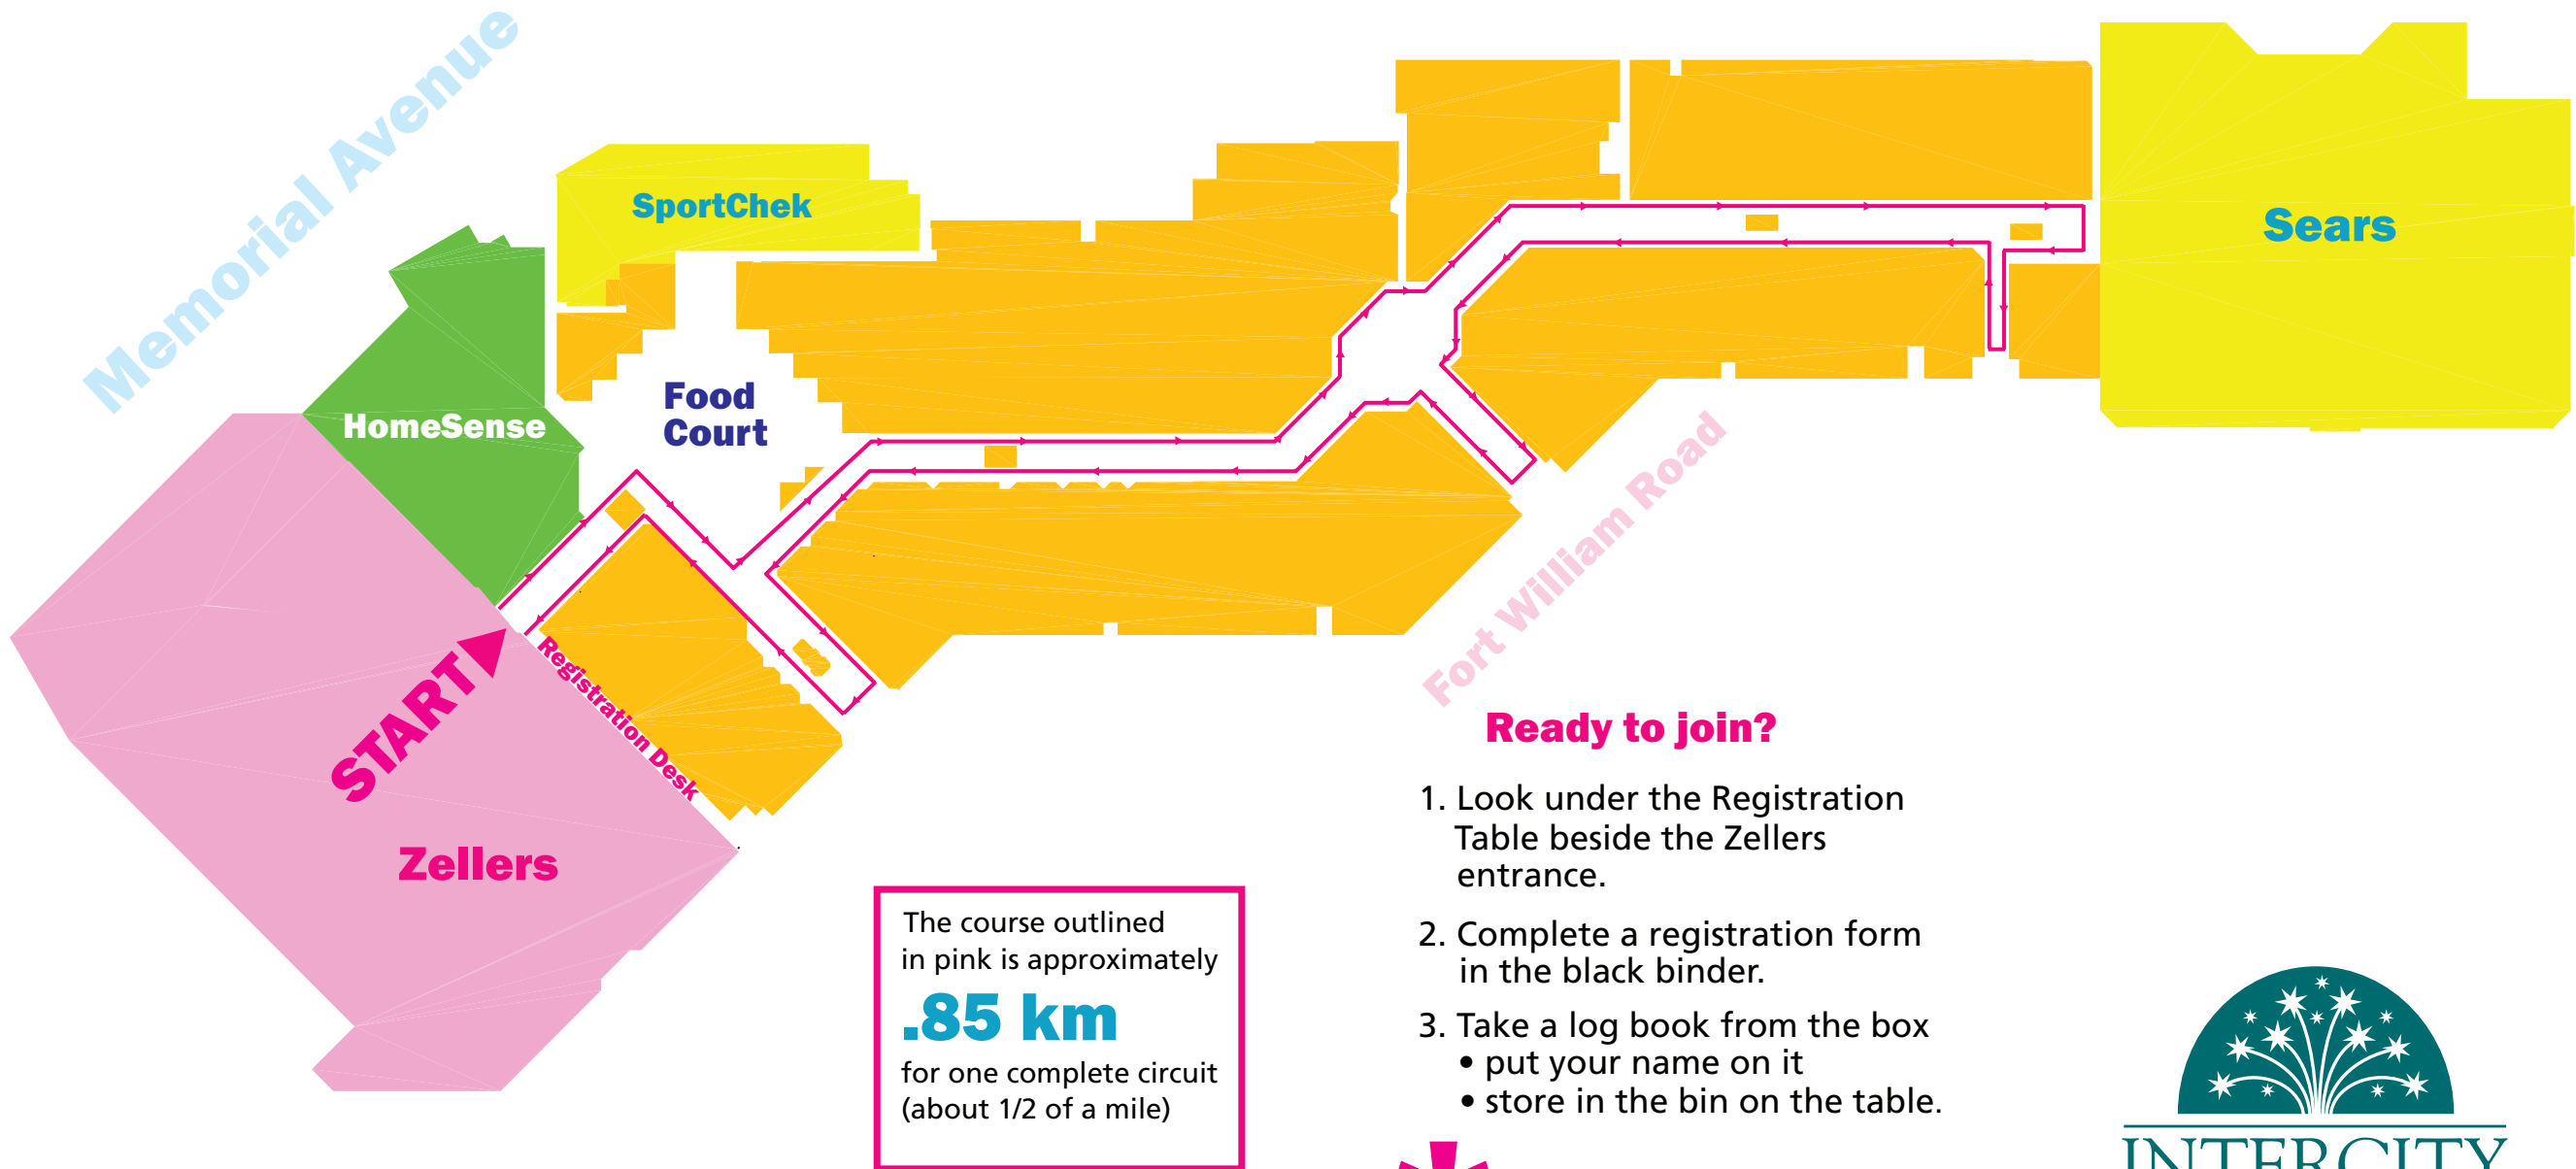 Memorial Avenue
SportChek
Sears
Food
Court
HomeSense
Fort William Road
START
Registration Desk
Zellers
The course outlined
in pink is approximately
.85 km
for one complete circuit
(about 1/2 of a mile)
Ready to join?
1. Look under the Registration
Table beside the Zellers
entrance.
2. Complete a registration form
in the black binder.
3. Take a log book from the box
• put your name on it
• store in the bin on the table.
INTERCITY